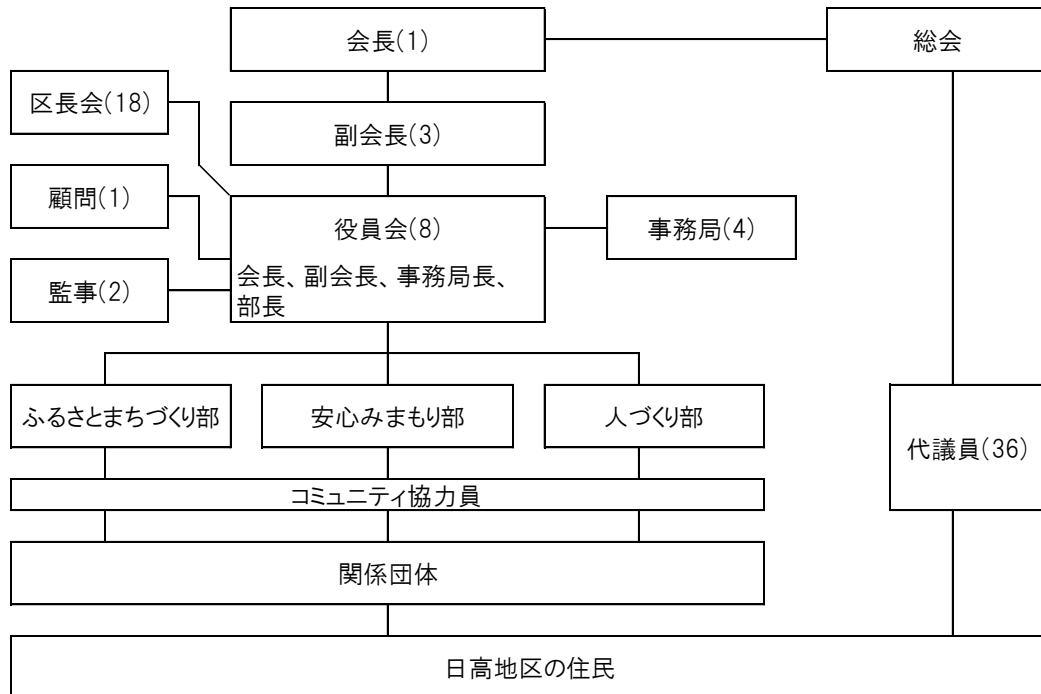 会長(1)
総会
区長会(18)
副会長(3)
顧問(1)
役員会(8)
事務局(4)
会長、副会長、事務局長、
部長
監事(2)
ふるさとまちづくり部
安心みまもり部
人づくり部
代議員(36)
コミュニティ協力員
関係団体
日高地区の住民